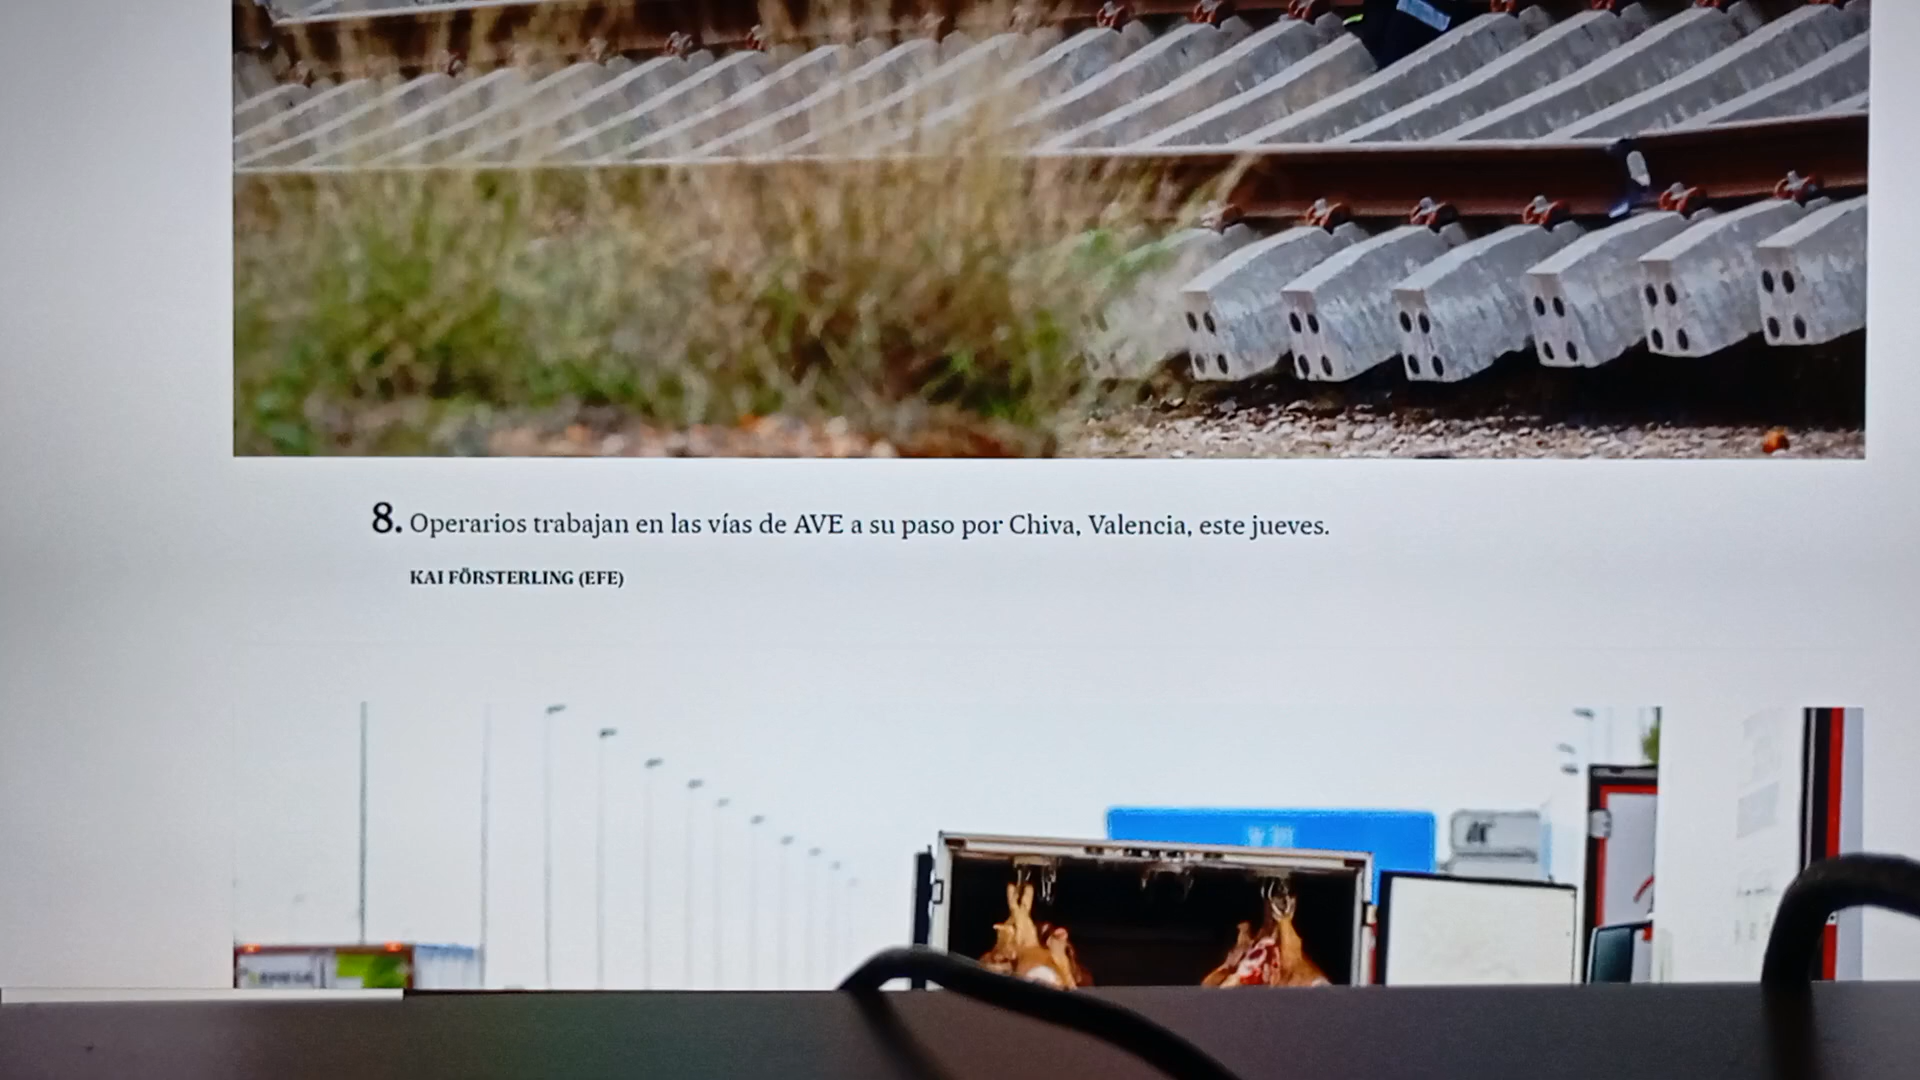 8. Operarios trabajan en las vías de AVE a su paso por Chiva, Valencia, este jueves.
KAI FÖRSTERLING (EFE)